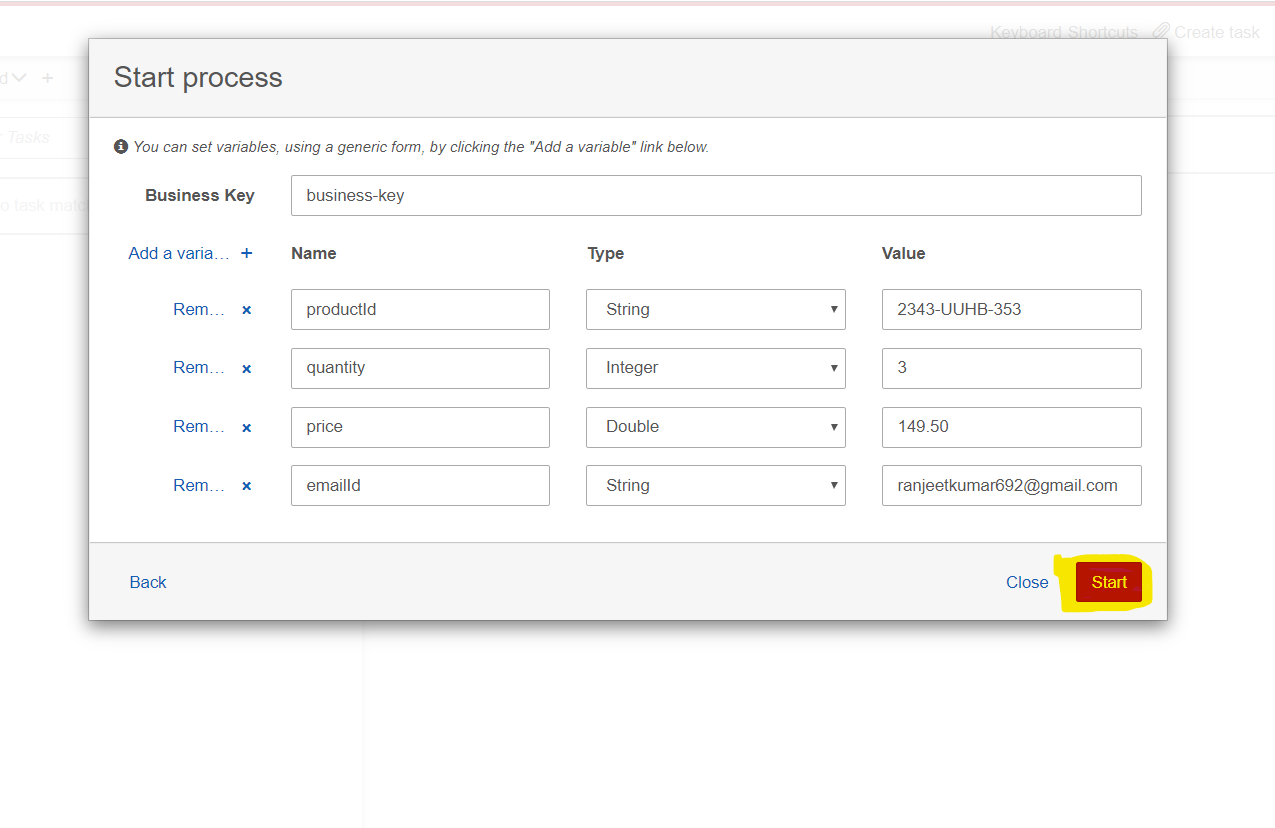 Keyboard Shortcuts Create task
d +
Start process
Tasks
You can set variables, using a generic form, by clicking the "Add a variable" link below.
Business Key business-key
o task matc
Add a varia... + Name Type Value
Rem... × productId String 2343-UUHB-353
Rem... × quantity Integer 3
Rem... × price Double 149.50
Rem... × emailId String ranjeetkumar692@gmail.com
Back Close Start